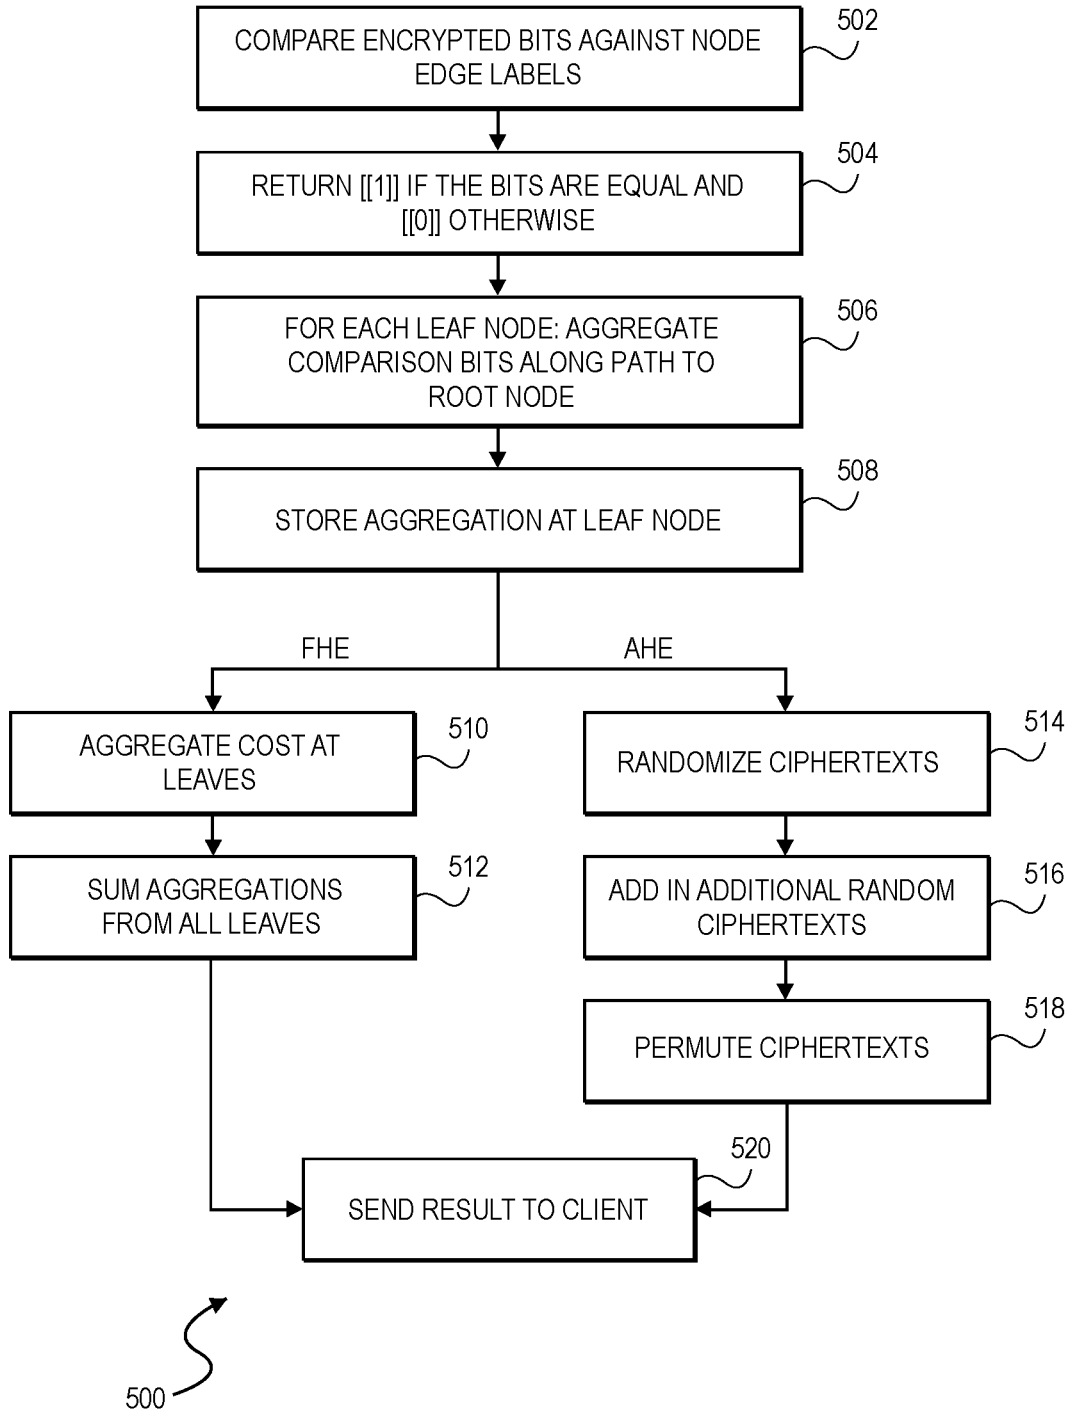 COMPARE ENCRYPTED BITS AGAINST NODE
EDGE LABELS
502
RETURN [[1]] IF THE BITS ARE EQUAL AND
[[0]] OTHERWISE
504
FOR EACH LEAF NODE: AGGREGATE
COMPARISON BITS ALONG PATH TO
ROOT NODE
506
STORE AGGREGATION AT LEAF NODE
508
FHE
AHE
AGGREGATE COST AT
LEAVES
510
SUM AGGREGATIONS
FROM ALL LEAVES
512
RANDOMIZE CIPHERTEXTS
514
ADD IN ADDITIONAL RANDOM
CIPHERTEXTS
516
PERMUTE CIPHERTEXTS
518
SEND RESULT TO CLIENT
520
500